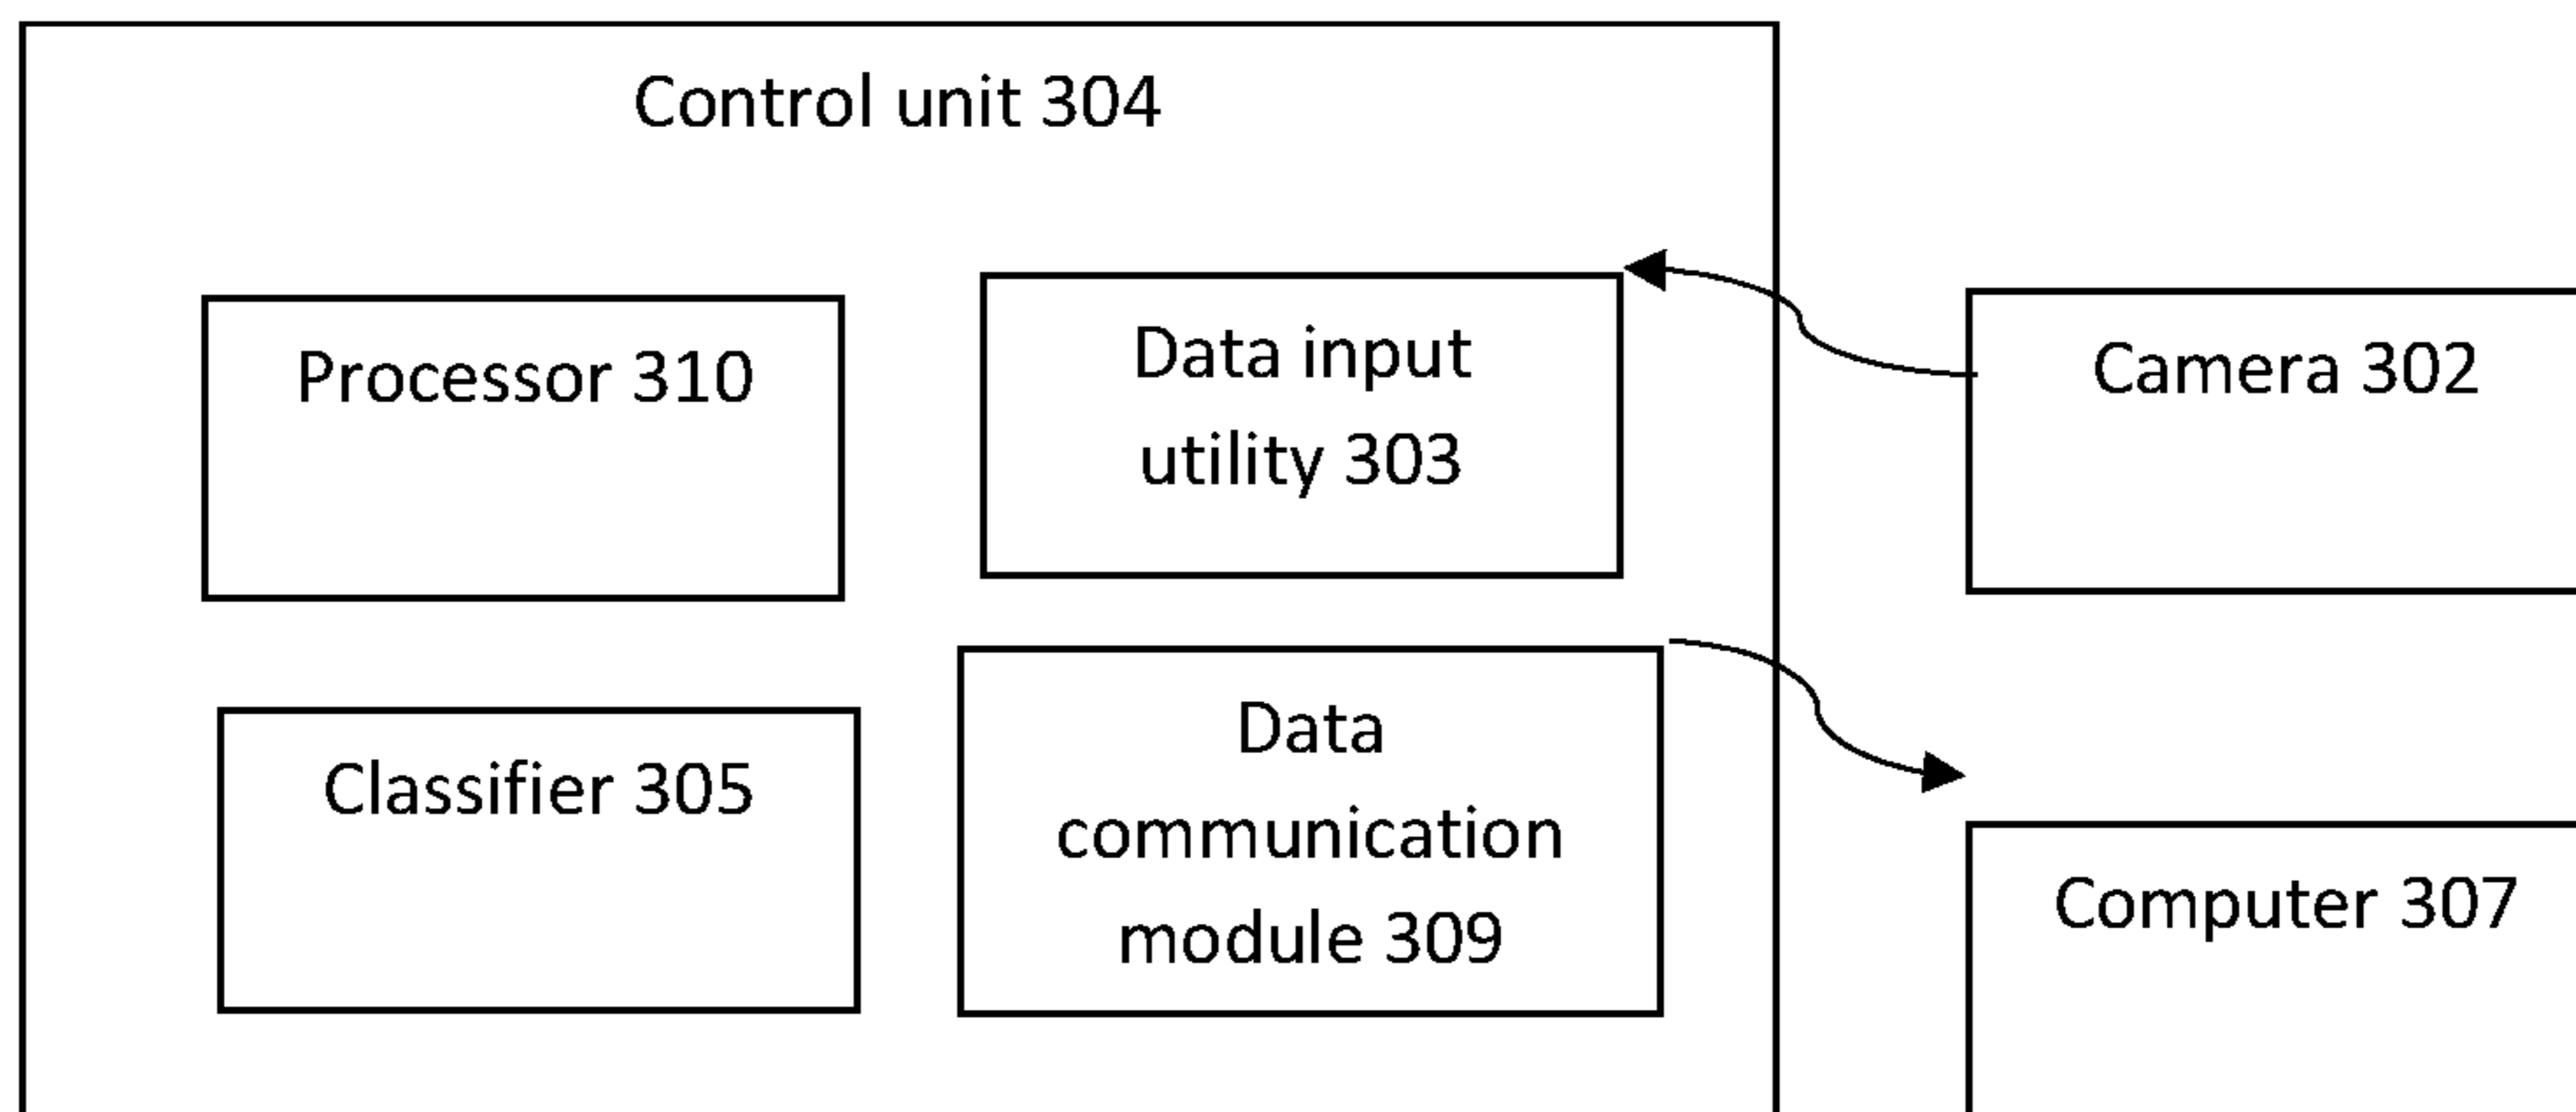 Control unit 304
Processor 310
Data input
utility 303
Camera 302
Classifier 305
Data
communication
module 309
Computer 307